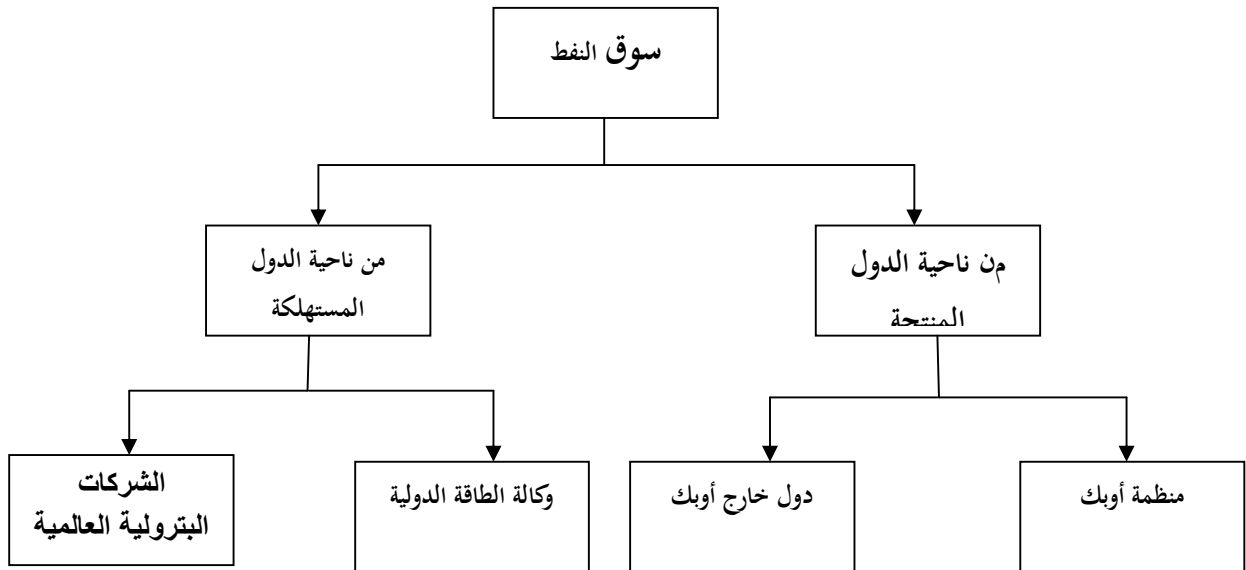 سوق النفط
من ناحية الدول
المنتجة
من ناحية الدول
المستهلكة
منظمة أوبك
دول خارج أوبك
وكالة الطاقة الدولية
الشركات
البترولية العالمية